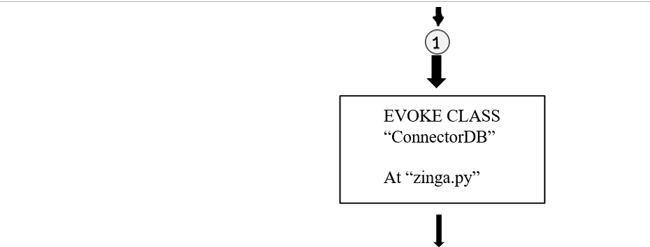 1
EVOKE CLASS
“ConnectorDB”
At “zinga.py”